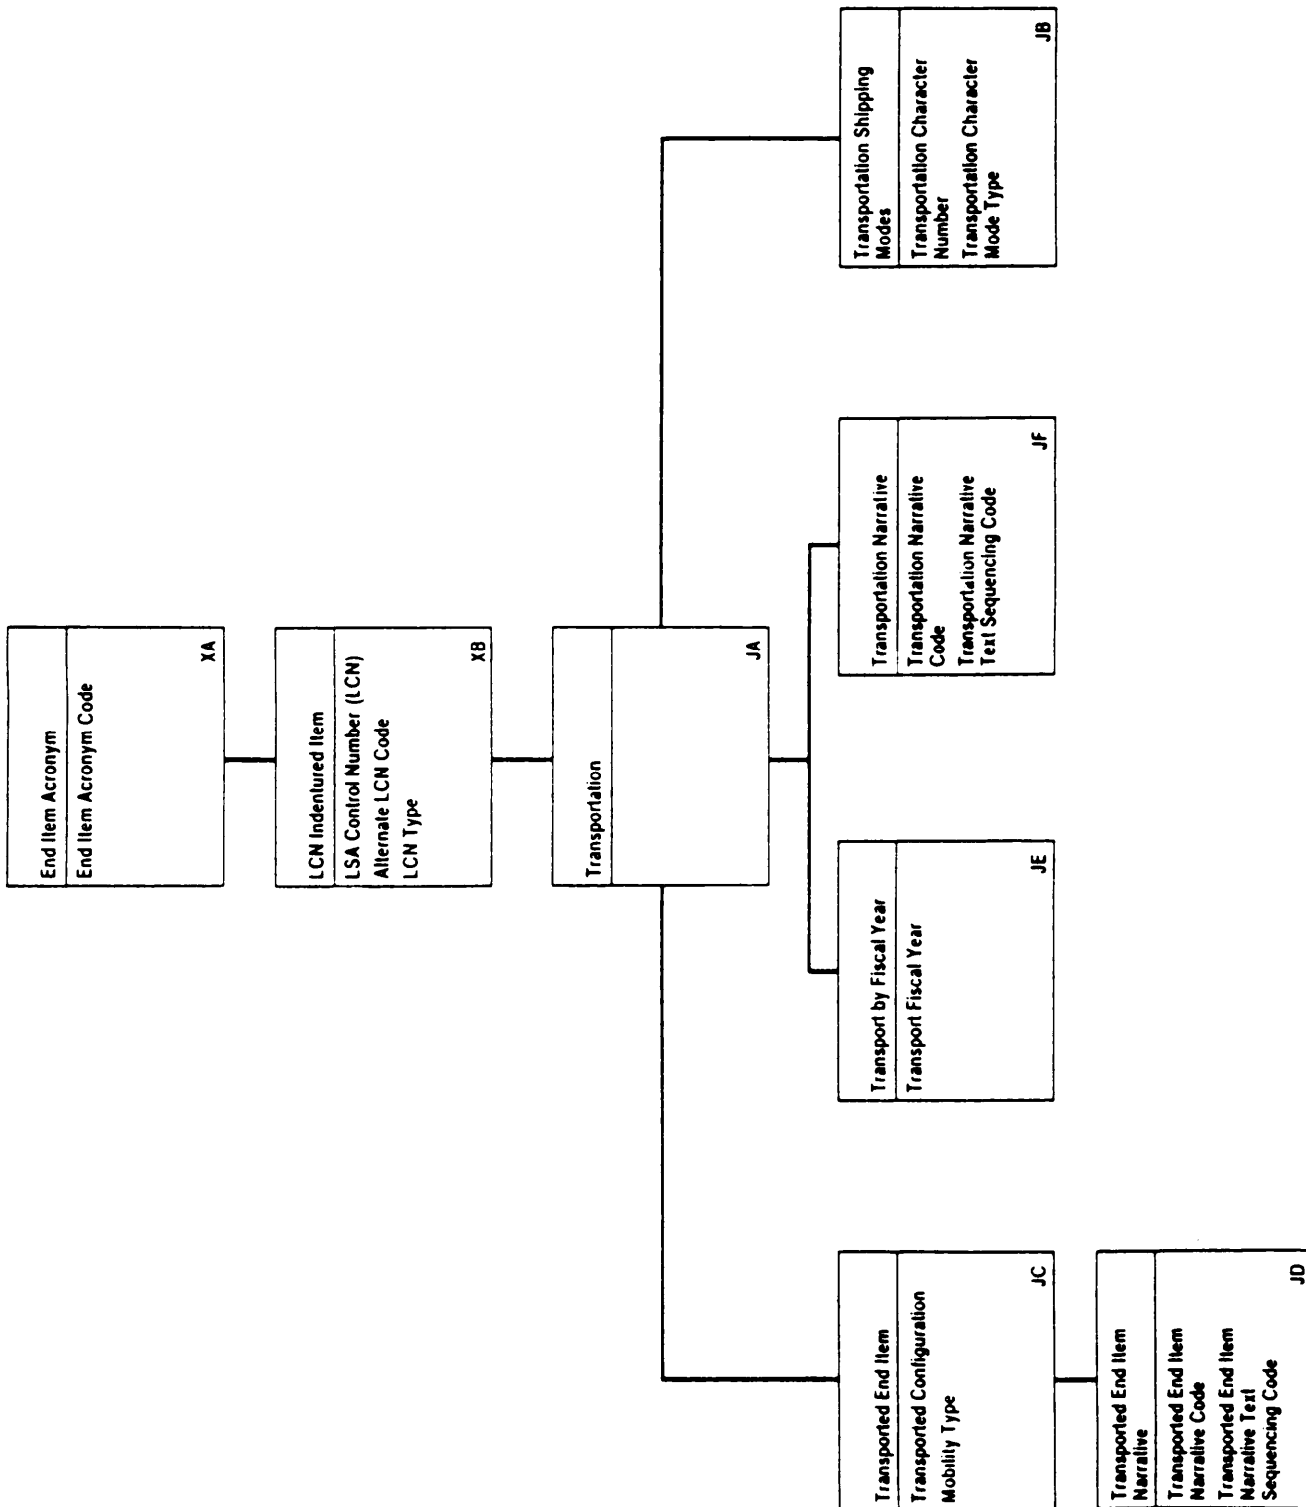 End Item Acronym
End Item Acronym Code
XA
LCN Indentured Item
LSA Control Number (LCN)
Alternate LCN Code
LCN Type
XB
Transportation
JA
Transported End Item
Transported Configuration
Mobility Type
JC
Transported End Item
Narrative
Transported End Item
Narrative Code
Transported End Item
Narrative Text
Sequencing Code
JD
Transport by Fiscal Year
Transport Fiscal Year
JE
Transportation Narrative
Transportation Narrative
Code
Transportation Narrative
Text Sequencing Code
JF
Transportation Shipping
Modes
Transportation Character
Number
Transportation Character
Mode Type
JB